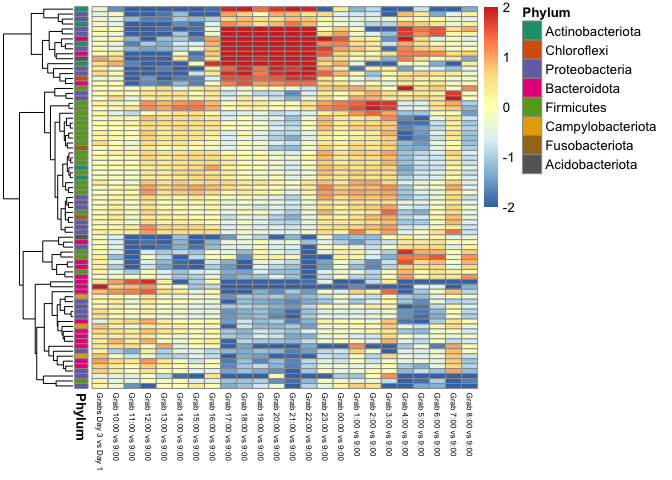 2
1
0
-1
-2
Phylum
Actinobacteriota
Chloroflexi
Proteobacteria
Bacteroidota
Firmicutes
Campylobacteriota
Fusobacteriota
Acidobacteriota
Phylum
Grabs Day 3 vs Day 1
Grab 10:00 vs 9:00
Grab 11:00 vs 9:00
Grab 12:00 vs 9:00
Grab 13:00 vs 9:00
Grab 14:00 vs 9:00
Grab 15:00 vs 9:00
Grab 16:00 vs 9:00
Grab 17:00 vs 9:00
Grab 18:00 vs 9:00
Grab 19:00 vs 9:00
Grab 20:00 vs 9:00
Grab 21:00 vs 9:00
Grab 22:00 vs 9:00
Grab 23:00 vs 9:00
Grab 00:00 vs 9:00
Grab 1:00 vs 9:00
Grab 2:00 vs 9:00
Grab 3:00 vs 9:00
Grab 4:00 vs 9:00
Grab 5:00 vs 9:00
Grab 6:00 vs 9:00
Grab 7:00 vs 9:00
Grab 8:00 vs 9:00